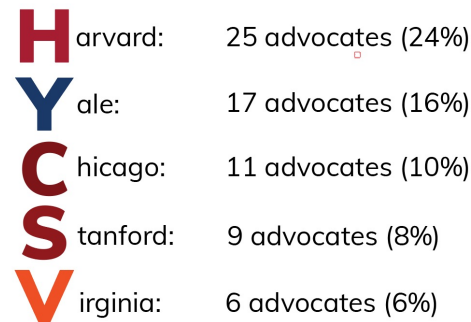 Harvard: 25 advocates (24%)
Yale: 17 advocates (16%)
Chicago: 11 advocates (10%)
Stanford: 9 advocates (8%)
Virginia: 6 advocates (6%)